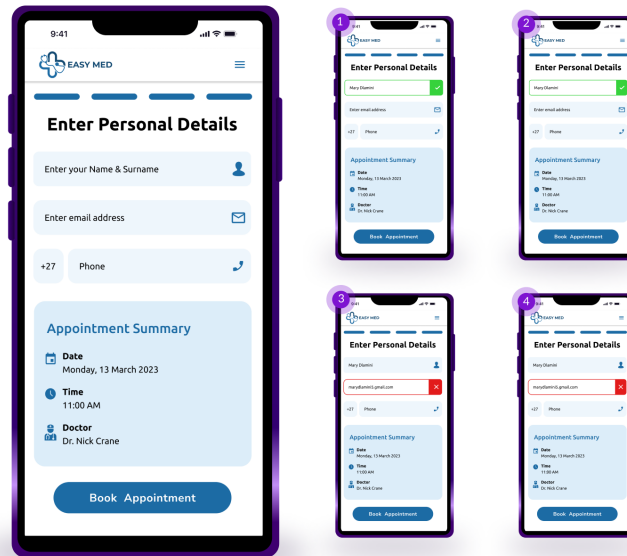 9:41
EASY MED
Enter Personal Details
Enter your Name & Surname
Enter email address
+27 Phone
Appointment Summary
Date
Monday, 13 March 2023
Time
11:00 AM
Doctor
Dr. Nick Crane
Book Appointment
1
9:41
EASY MED
Enter Personal Details
Mary Dlamini
Enter email address
+27 Phone
Appointment Summary
Date
Monday, 13 March 2023
Time
11:00 AM
Doctor
Dr. Nick Crane
Book Appointment
2
EASY MED
Enter Personal Details
Mary Dlamini
Enter email address
+27 Phone
Appointment Summary
Date
Monday, 13 March 2023
Time
11:00 AM
Doctor
Dr. Nick Crane
Book Appointment
3
EASY MED
Enter Personal Details
Mary Dlamini
+27 Phone
Appointment Summary
Date
Monday, 13 March 2023
Time
11:00 AM
Doctor
Dr. Nick Crane
Book Appointment
4
EASY MED
Enter Personal Details
Mary Dlamini
+27 Phone
Appointment Summary
Date
Monday, 13 March 2023
Time
11:00 AM
Doctor
Dr. Nick Crane
Book Appointment